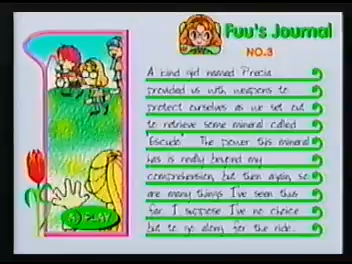 Fuu's Journal
NO.3
A kind girl named Presia
provided us with weapons to
protect ourselves as we set out
to retrieve some mineral called
"Escudo". The power this mineral
has is really beyond my
comprehension, but then again, so
are many things I've seen thus
far. I suppose I've no choice
but to go along for the ride.
A) PLAY